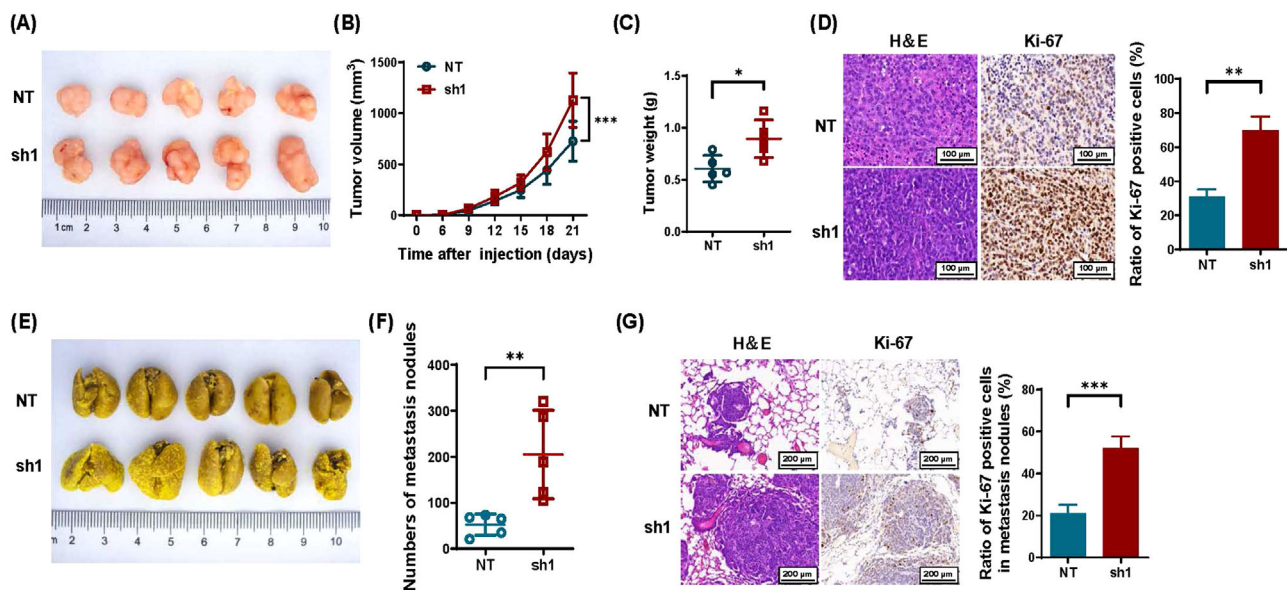 (A)
NT
sh1
1 cm 2 3 4 5 6 7 8 9 10
(B)
Tumor volume (mm³)
1500
1000
500
0
NT
sh1
***
0 6 9 12 15 18 21
Time after injection (days)
(C)
Tumor weight (g)
1.5
1.0
0.5
0.0
*
NT sh1
(D)
H&E Ki-67
NT
sh1
100 μm 100 μm
100 μm 100 μm
Ratio of Ki-67 positive cells (%)
100
80
60
40
20
0
**
NT sh1
(E)
NT
sh1
2 3 4 5 6 7 8 9 10
(F)
Numbers of metastasis nodules
400
300
200
100
0
**
NT sh1
(G)
H&E Ki-67
NT
sh1
200 μm 200 μm
200 μm 200 μm
Ratio of Ki-67 positive cells
in metastasis nodules (%)
80
60
40
20
0
***
NT sh1